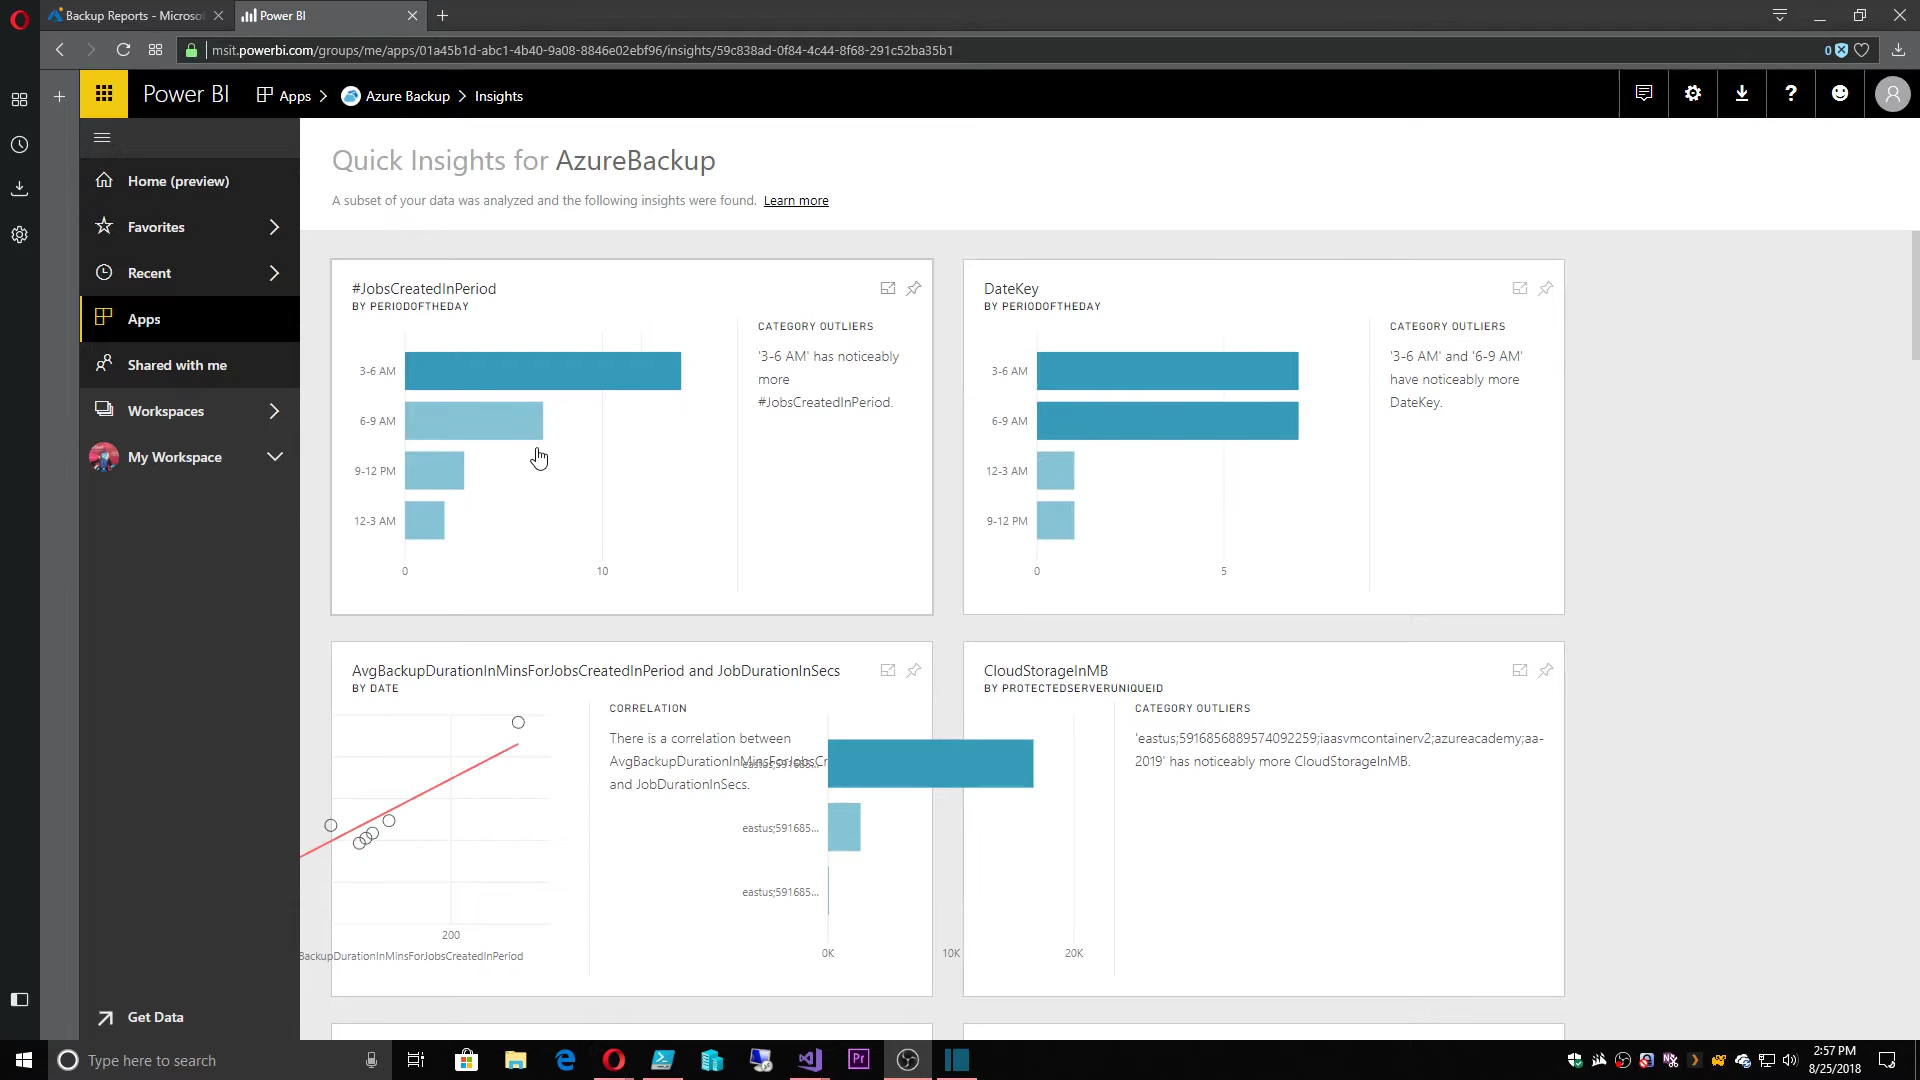 Backup Reports - Microso
Power BI
msit.powerbi.com/groups/me/apps/01a45b1d-abc1-4b40-9a08-8846e02ebf96/insights/59c838ad-0f84-4c44-8f68-291c52ba35b1
0
Power BI
Apps
Azure Backup
Insights
Home (preview)
Favorites
Recent
Apps
Shared with me
Workspaces
My Workspace
Get Data
Quick Insights for AzureBackup
A subset of your data was analyzed and the following insights were found. Learn more
#JobsCreatedInPeriod
BY PERIODOFTHEDAY
3-6 AM
6-9 AM
9-12 PM
12-3 AM
0
10
CATEGORY OUTLIERS
'3-6 AM' has noticeably
more
#JobsCreatedInPeriod.
DateKey
BY PERIODOFTHEDAY
3-6 AM
6-9 AM
12-3 AM
9-12 PM
0
5
CATEGORY OUTLIERS
'3-6 AM' and '6-9 AM'
have noticeably more
DateKey.
AvgBackupDurationInMinsForJobsCreatedInPeriod and JobDurationInSecs
BY DATE
200
BackupDurationInMinsForJobsCreatedInPeriod
CORRELATION
There is a correlation between
AvgBackupDurationInMinsForJobsCr
and JobDurationInSecs.
CloudStorageInMB
BY PROTECTEDSERVERUNIQUEID
eastus;591685...
eastus;591685...
eastus;591685...
0K
10K
20K
CATEGORY OUTLIERS
'eastus;5916856889574092259;iaasvmcontainerv2;azureacademy;aa-
2019' has noticeably more CloudStorageInMB.
Type here to search
Pr
2:57 PM
8/25/2018